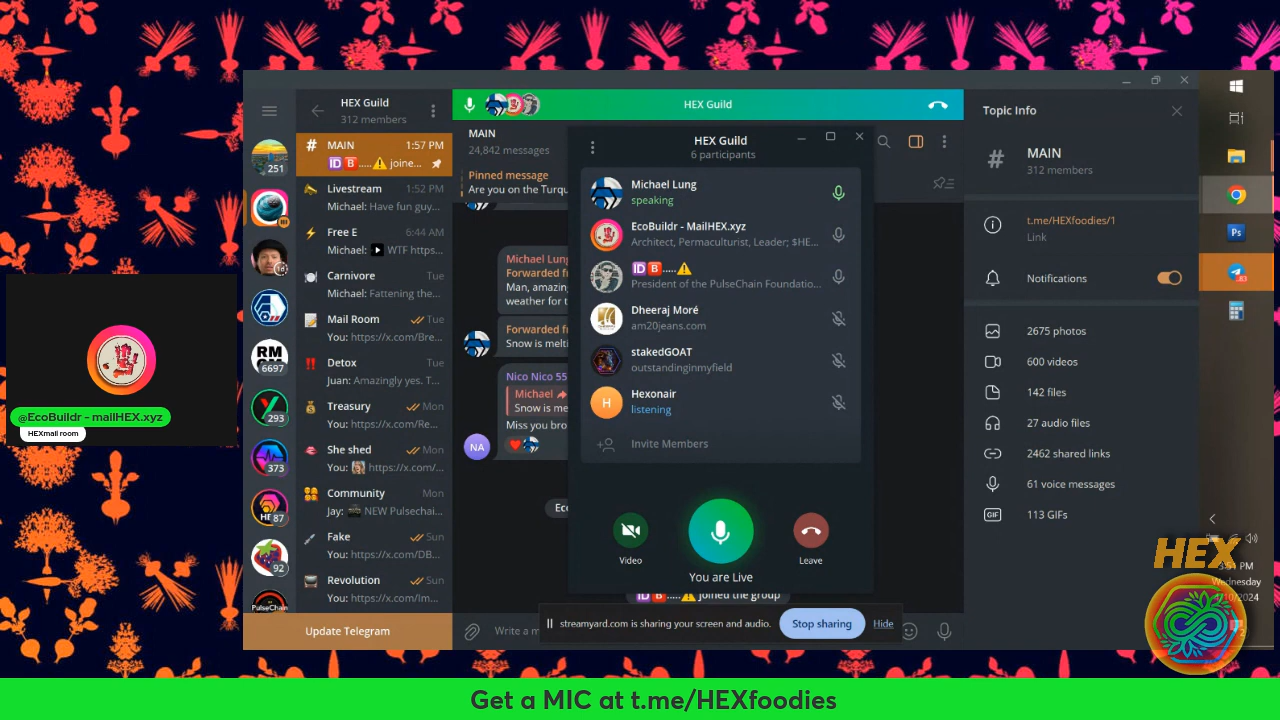 HEX Guild
312 members
MAIN
1:57 PM
🆔🅱️.....⚠️ joine...
Livestream
1:52 PM
Michael: Have fun guy...
Free E
6:44 AM
Michael: ▶️ WTF https...
Carnivore
Tue
Michael: Fattening the...
Mail Room
Tue
You: https://x.com/Bre...
Detox
Tue
Juan: Amazingly yes. T...
Treasury
Mon
You: https://x.com/Re...
She shed
Mon
You: https://x.com/...
Community
Mon
Jay: NEW Pulsechai...
Fake
Sun
You: https://x.com/DB...
Revolution
Sun
You: https://x.com/Im...
Update Telegram
251
1d
6697
293
373
87
92
PulseChain
HEX Guild
MAIN
24,842 messages
Pinned message
Are you on the Turq
Michael Lung
Forwarded fr
Man, amazing
weather for t
Forwarded fr
Snow is melti
Nico Nico 55
Michael
Snow is me
Miss you bro
NA
Eco
🆔🅱️.....⚠️ joined the group
Write a m
HEX Guild
6 participants
Michael Lung
speaking
EcoBuildr - MailHEX.xyz
Architect, Permaculturist, Leader; $HE...
🆔🅱️.....⚠️
President of the PulseChain Foundatio...
Dheeraj Moré
am20jeans.com
stakedGOAT
outstandinginmyfield
H
Hexonair
listening
Invite Members
Video
You are Live
Leave
streamyard.com is sharing your screen and audio.
Stop sharing
Hide
Topic Info
# MAIN
312 members
t.me/HEXfoodies/1
Link
Notifications
2675 photos
600 videos
142 files
27 audio files
2462 shared links
61 voice messages
GIF
113 GIFs
Ps
83
Wednesday
/10/2024
HEX
@EcoBuildr - mailHEX.xyz
HEXmail room
Get a MIC at t.me/HEXfoodies